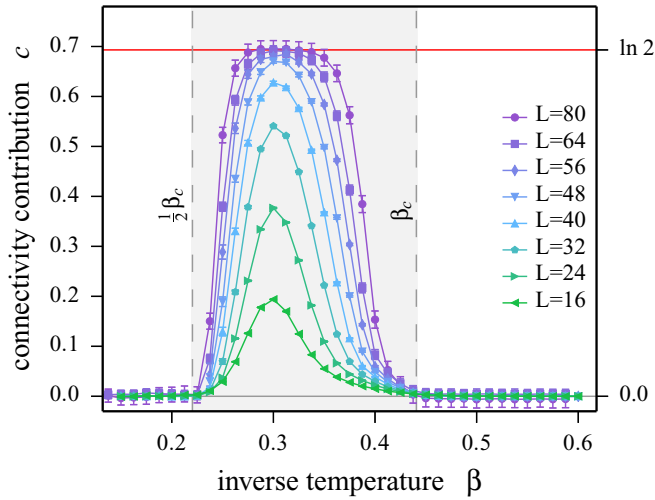 connectivity contribution c
0.7
0.6
0.5
0.4
0.3
0.2
0.1
0.0
ln 2
0.0
½βc
βc
L=80
L=64
L=56
L=48
L=40
L=32
L=24
L=16
0.2
0.3
0.4
0.5
0.6
inverse temperature β